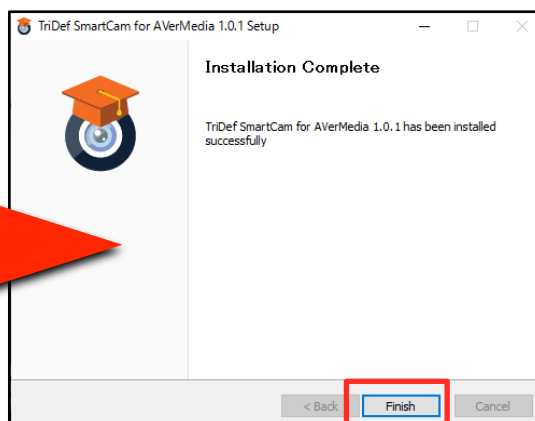 TriDef SmartCam for AVerMedia 1.0.1 Setup
Installation Complete
TriDef SmartCam for AVerMedia 1.0.1 has been installed
successfully
< Back
Finish
Cancel